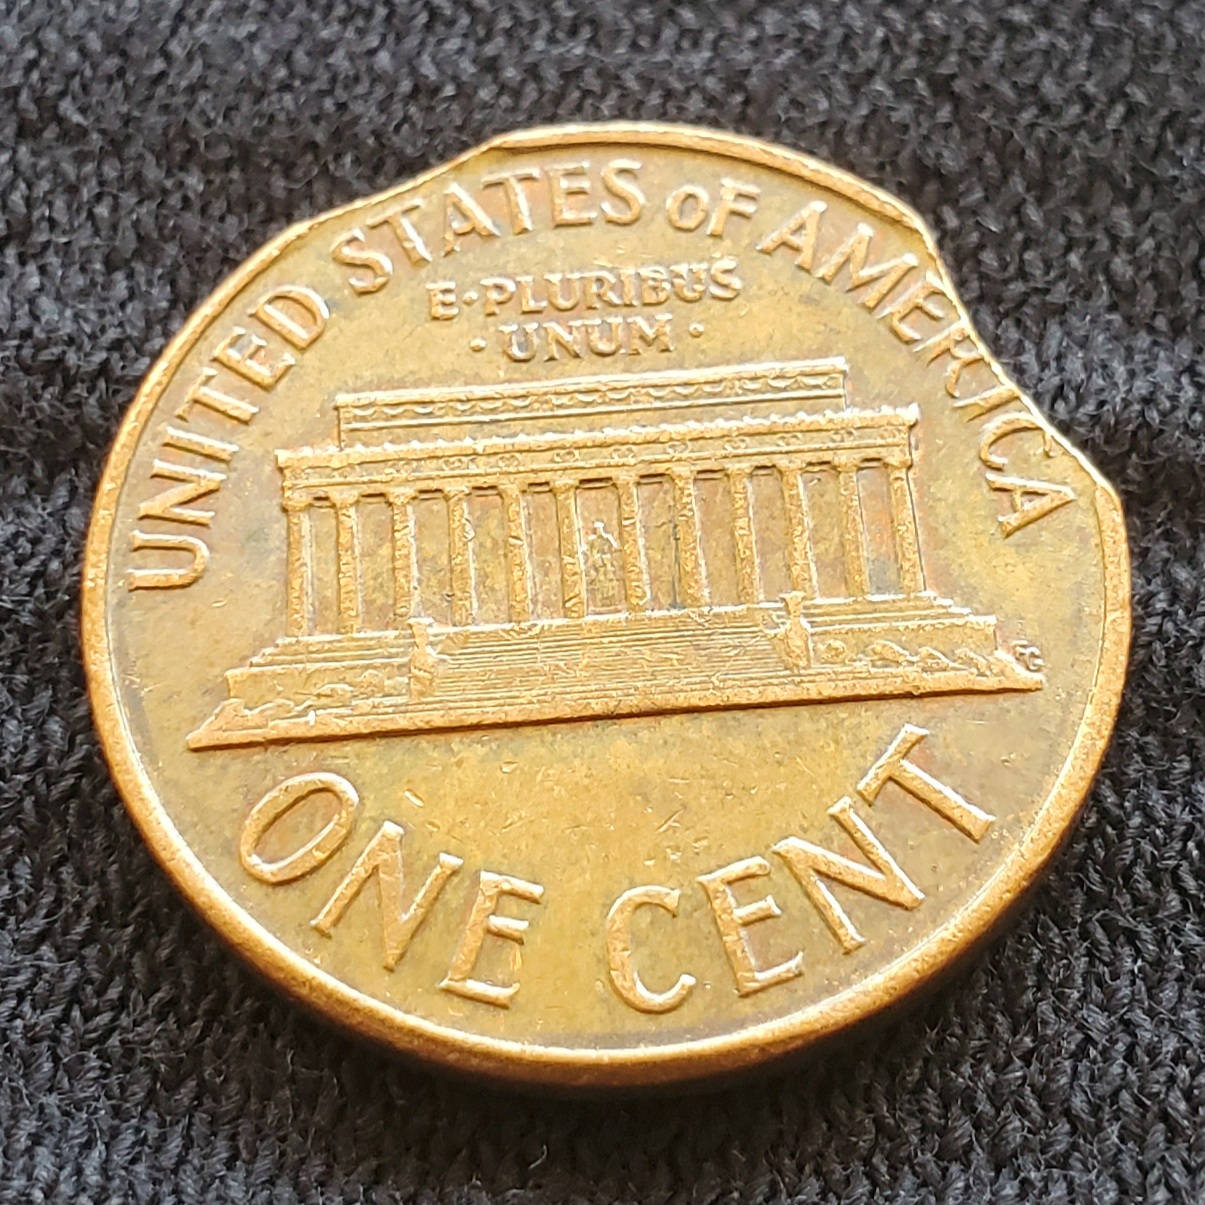 UNITED STATES OF AMERICA
E·PLURIBUS
·UNUM·
FG
ONE CENT